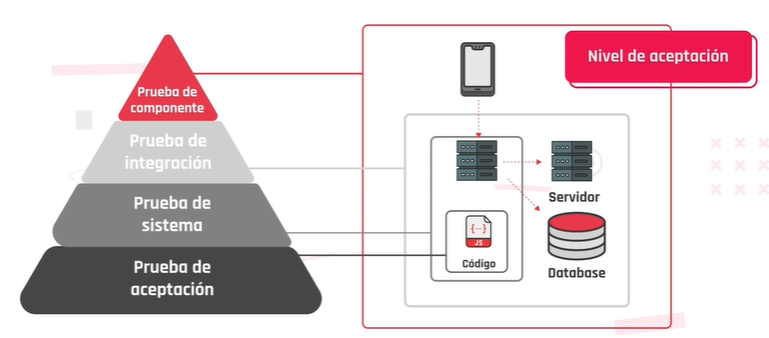 Nivel de aceptación
Prueba de
componente
Prueba de
integración
Prueba de
sistema
Prueba de
aceptación
Servidor
{...}
JS
Código
Database